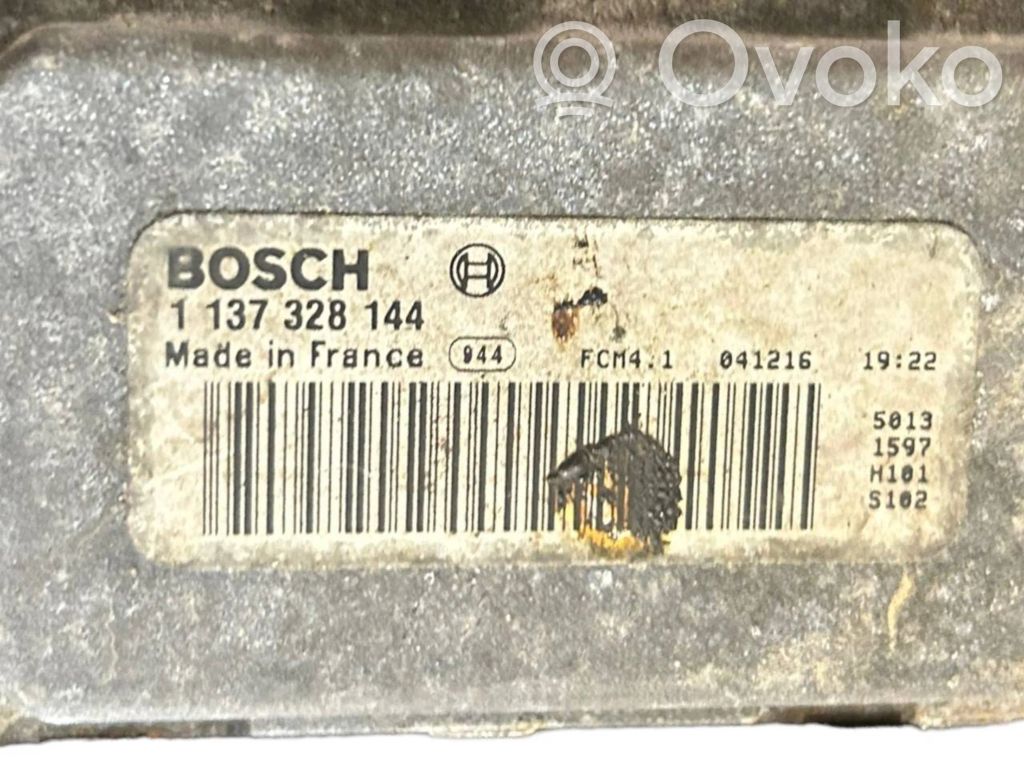 Ovoko
BOSCH
1 137 328 144
Made in France 944 FCM4.1 041216 19:22
5013
1597
H101
S102